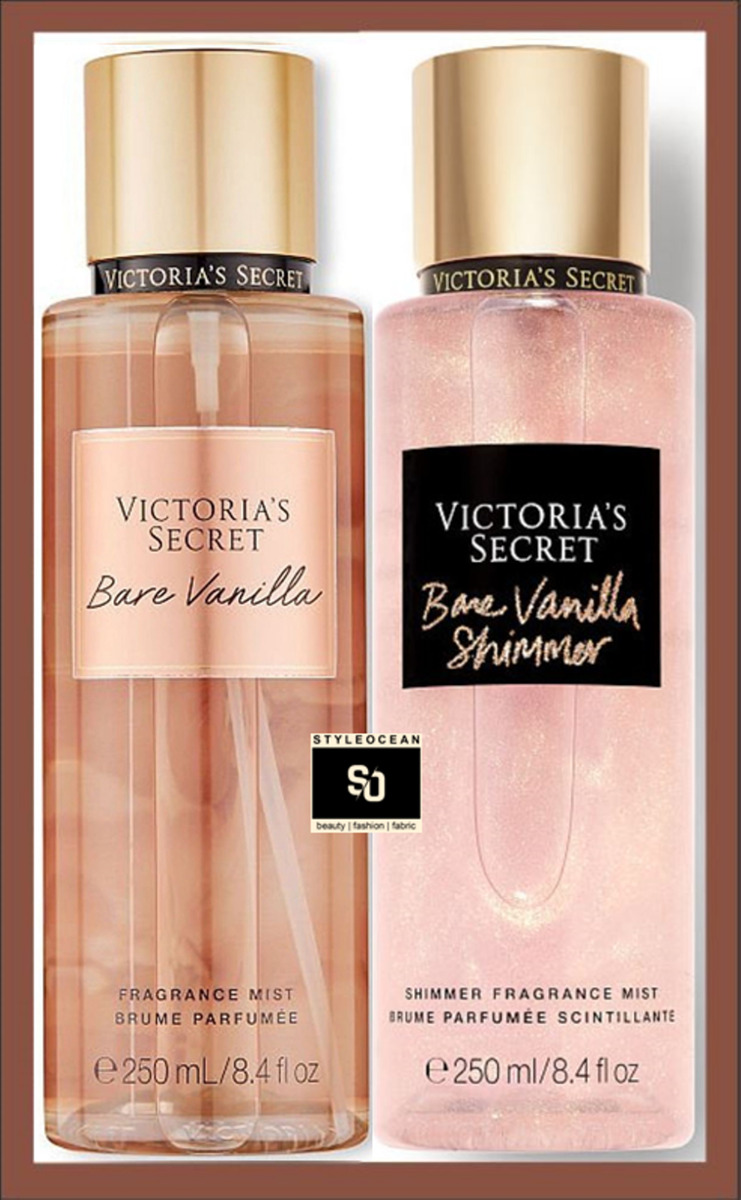 VICTORIA'S SECRET
VICTORIA'S
SECRET
Bare Vanilla
FRAGRANCE MIST
BRUME PARFUMÉE
℮250 mL/8.4 fl oz
VICTORIA'S SECRET
VICTORIA'S
SECRET
Bare Vanilla
Shimmer
SHIMMER FRAGRANCE MIST
BRUME PARFUMÉE SCINTILLANTE
℮250 ml/8.4 fl oz
STYLEOCEAN
SO
beauty | fashion | fabric